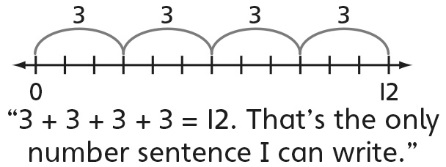 3 3 3 3
0 12
“3 + 3 + 3 + 3 = 12. That’s the only
number sentence I can write.”